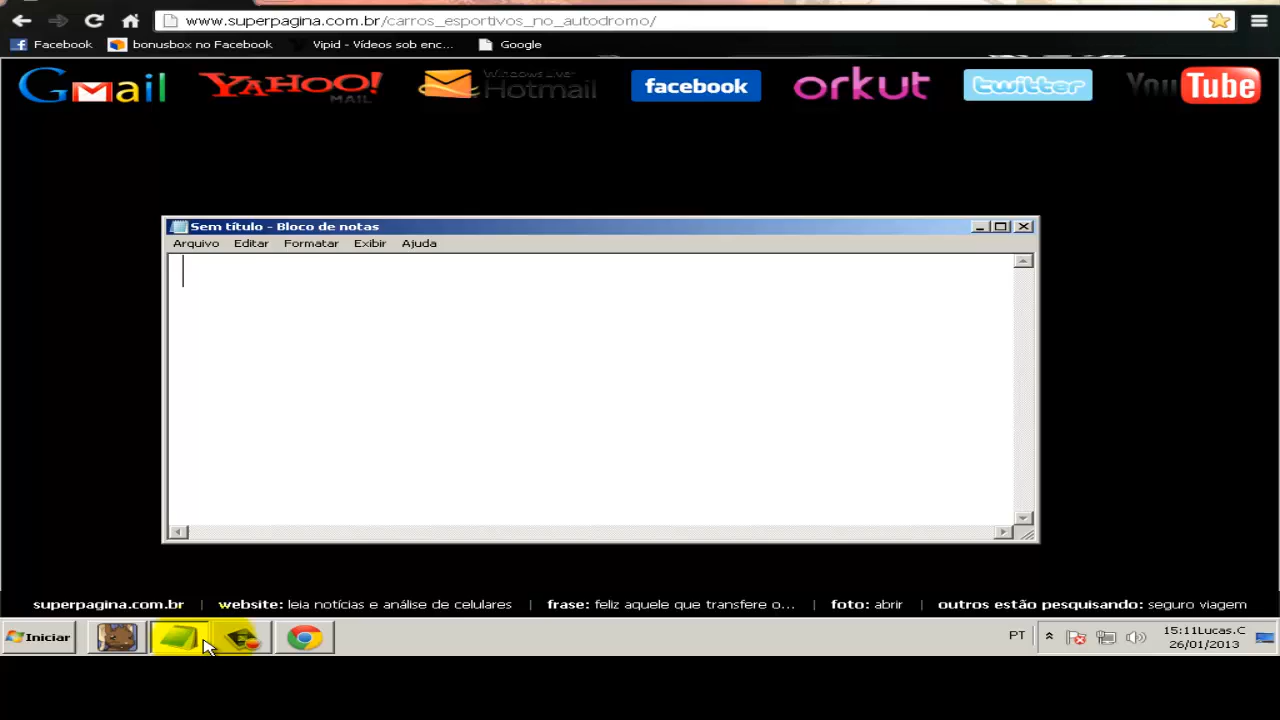 www.superpagina.com.br/carros_esportivos_no_autodromo/
Facebook bonusbox no Facebook Vipid - Vídeos sob enc... Google
Gmail YAHOO! MAIL Windows Live Hotmail facebook orkut twitter YouTube
Sem título - Bloco de notas
Arquivo Editar Formatar Exibir Ajuda
superpagina.com.br | website: leia notícias e análise de celulares | frase: feliz aquele que transfere o... | foto: abrir | outros estão pesquisando: seguro viagem
Iniciar PT 15:11Lucas.C
26/01/2013